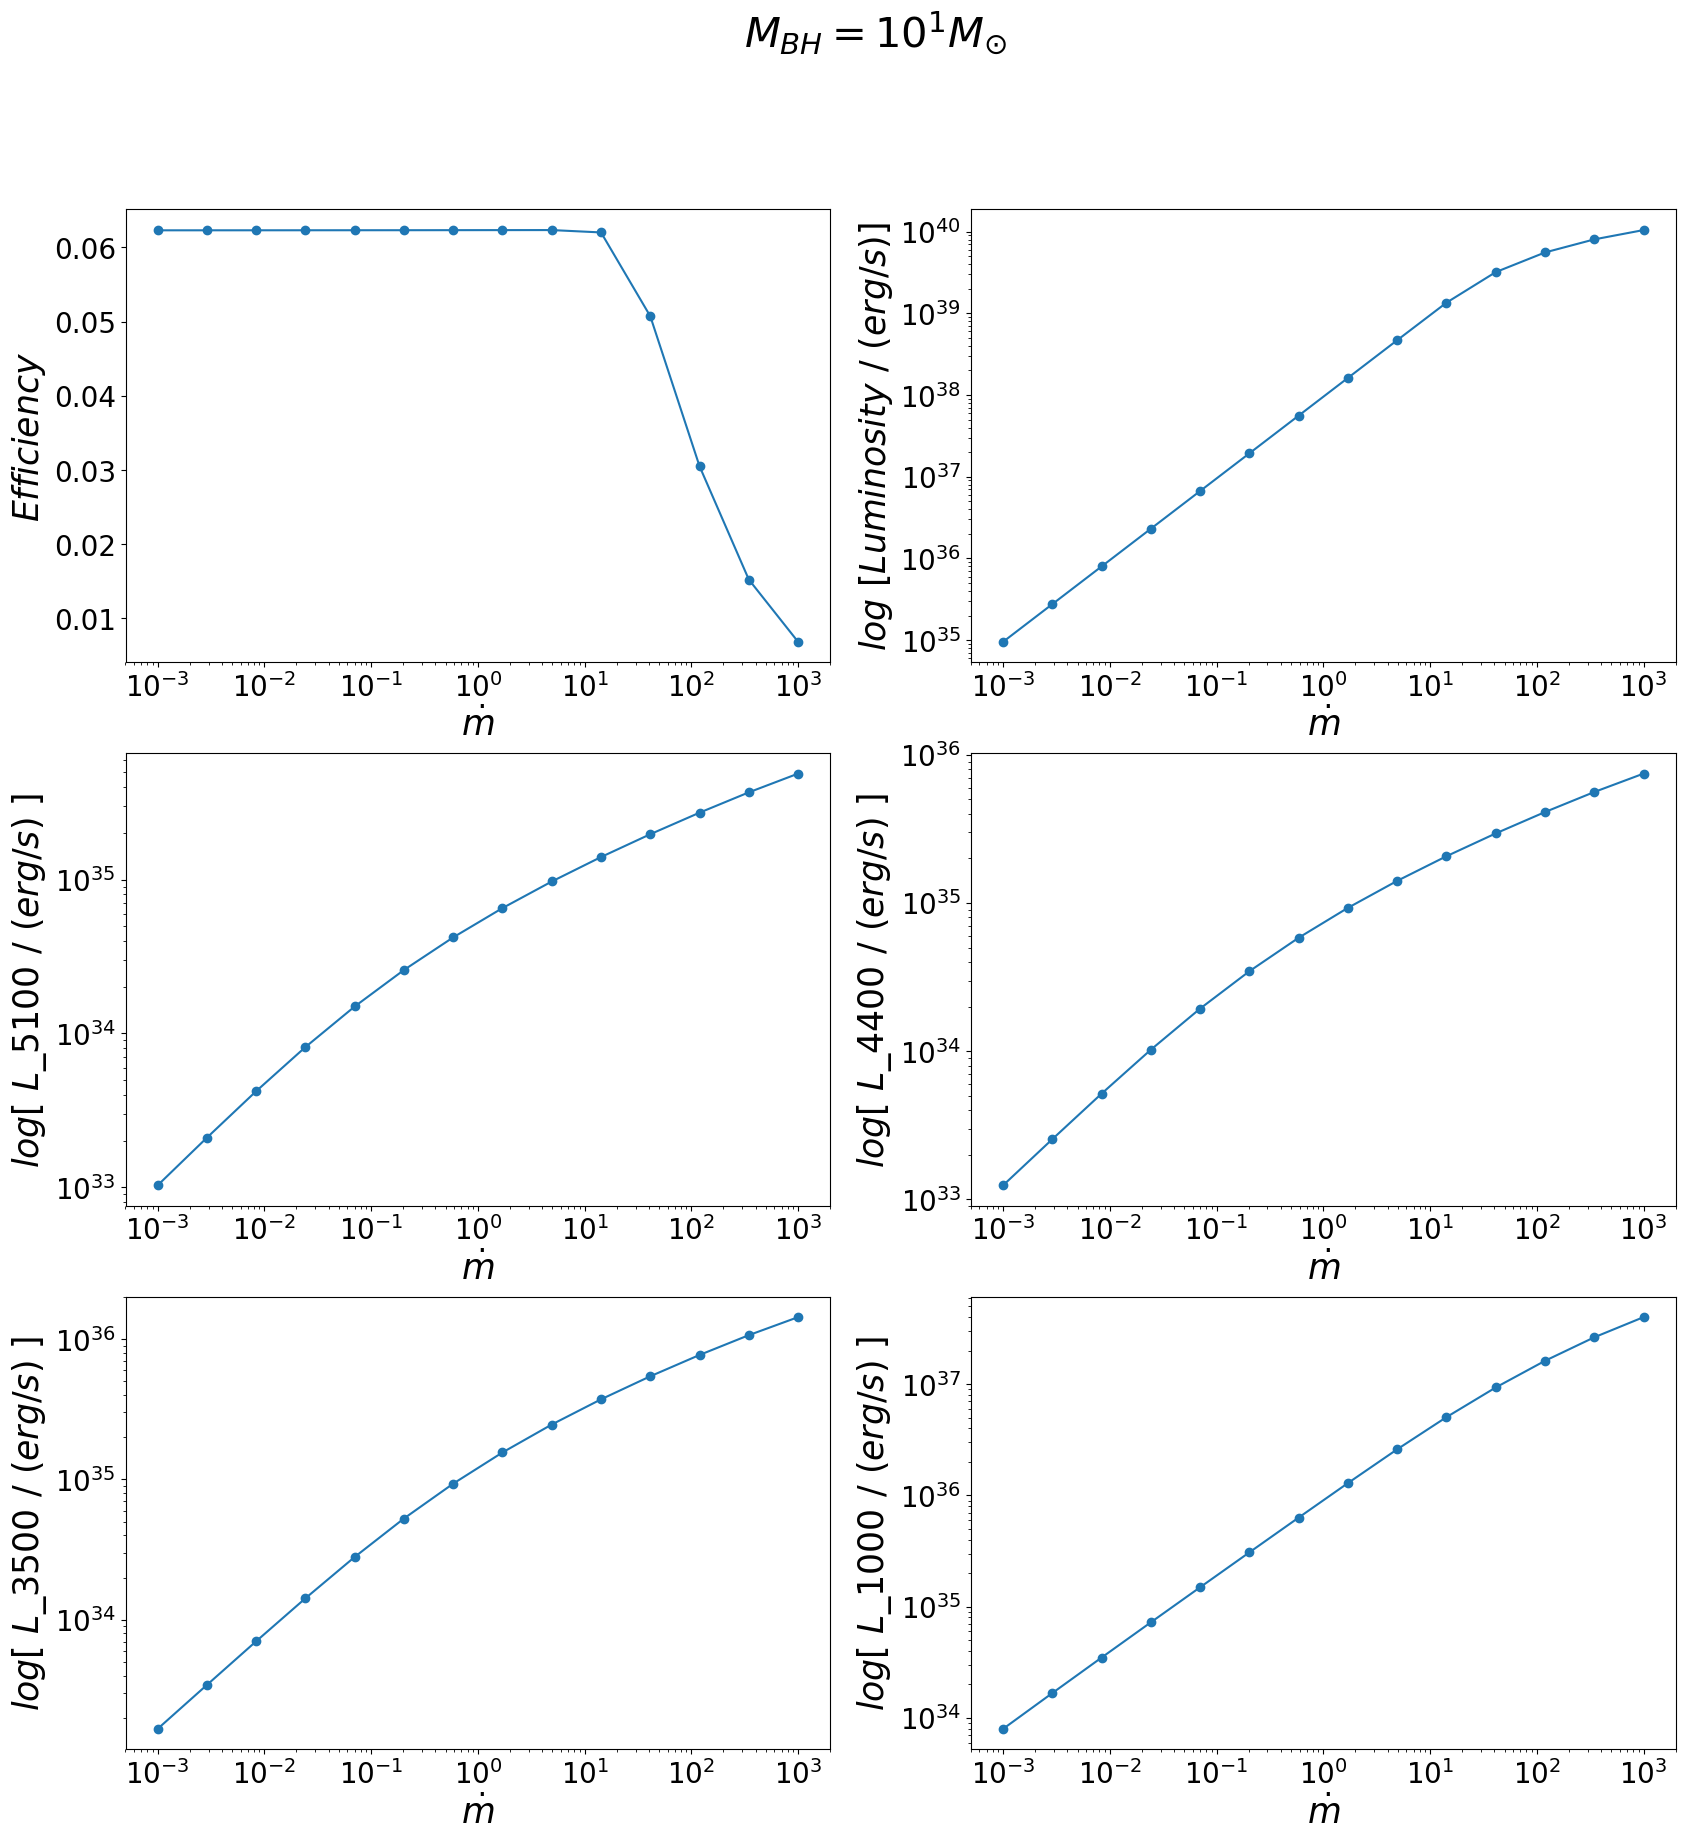 M_{BH} = 10^1 M_⊙
Efficiency
0.06
0.05
0.04
0.03
0.02
0.01
10^{-3} 10^{-2} 10^{-1} 10^0 10^1 10^2 10^3
ṁ
log [Luminosity / (erg/s)]
10^{40}
10^{39}
10^{38}
10^{37}
10^{36}
10^{35}
10^{-3} 10^{-2} 10^{-1} 10^0 10^1 10^2 10^3
ṁ
log[ L_5100 / (erg/s) ]
10^{35}
10^{34}
10^{33}
10^{-3} 10^{-2} 10^{-1} 10^0 10^1 10^2 10^3
ṁ
log[ L_4400 / (erg/s) ]
10^{36}
10^{35}
10^{34}
10^{33}
10^{-3} 10^{-2} 10^{-1} 10^0 10^1 10^2 10^3
ṁ
log[ L_3500 / (erg/s) ]
10^{36}
10^{35}
10^{34}
10^{-3} 10^{-2} 10^{-1} 10^0 10^1 10^2 10^3
ṁ
log[ L_1000 / (erg/s) ]
10^{37}
10^{36}
10^{35}
10^{34}
10^{-3} 10^{-2} 10^{-1} 10^0 10^1 10^2 10^3
ṁ